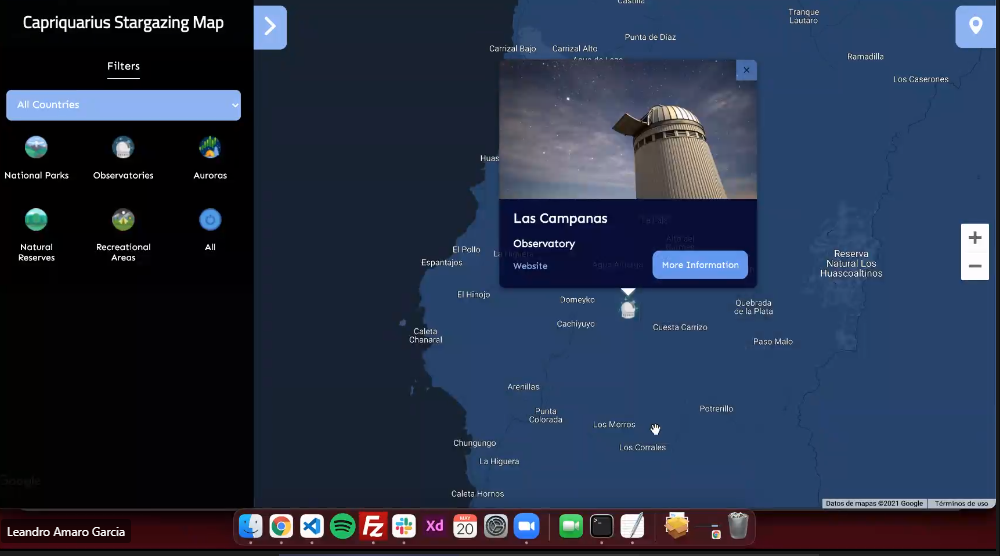 Capriquarius Stargazing Map
Filters
All Countries
National Parks
Observatories
Auroras
Natural
Reserves
Recreational
Areas
All
Castilla
Tranque
Lautaro
Punta de Díaz
Carrizal Bajo
Carrizal Alto
Ramadilla
Los Caserones
Huas
Las Campanas
Observatory
Website
More Information
El Pollo
Espantajos
El Hinojo
Domeyko
Cachiyuyo
Cuesta Carrizo
Quebrada
de la Plata
Paso Malo
Reserva
Natural Los
Huascoaltinos
Caleta
Chanaral
Arenillas
Punta
Colorada
Los Morros
Potrerillo
Los Corrales
Chungungo
La Higuera
Caleta Hornos
Google
Datos de mapas ©2021 Google
Términos de uso
Leandro Amaro Garcia
Fz
Xd
MAY
20